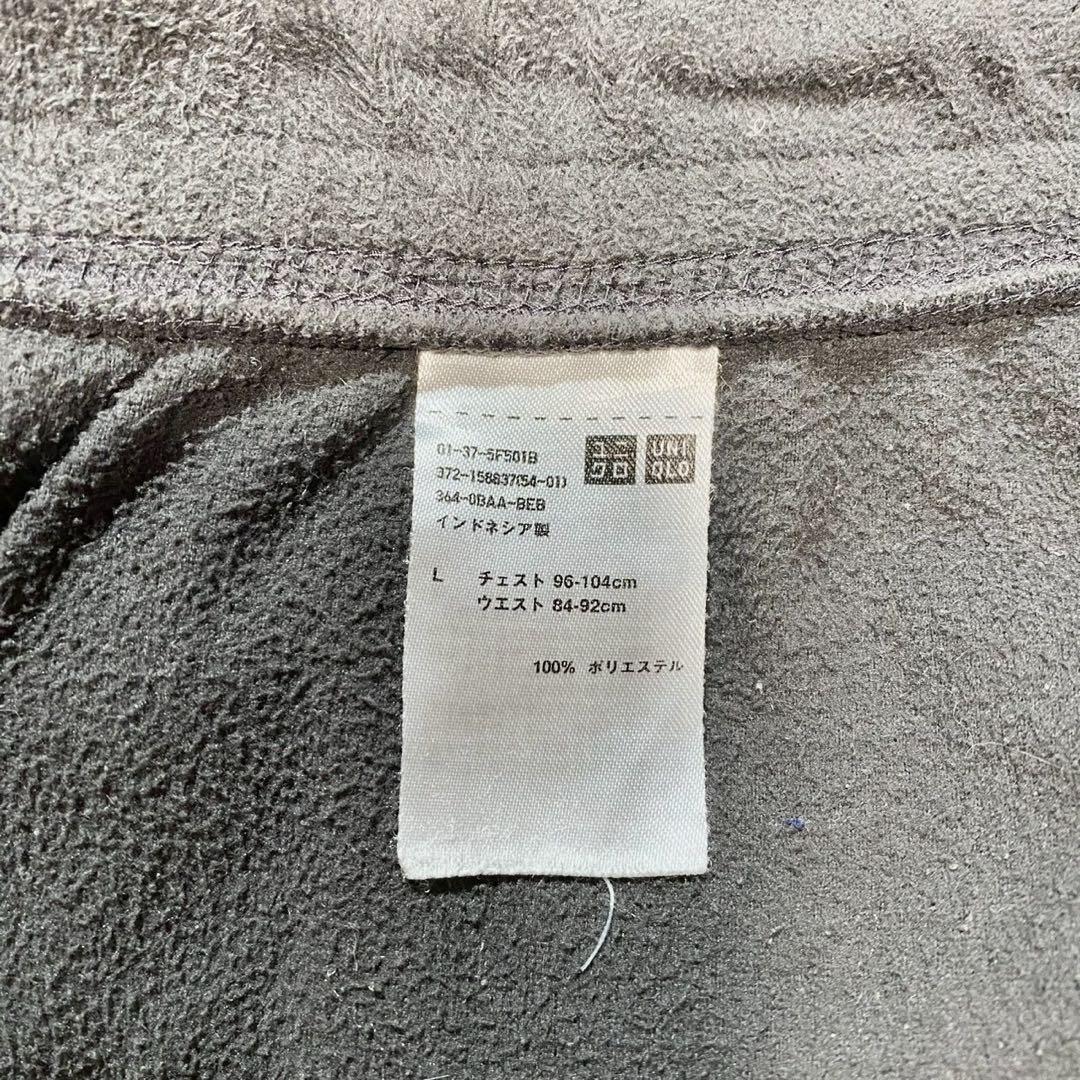 01-37-5F501B
372-158637(54-01)
364-0BAA-BEB
インドネシア製
ユニ
クロ
UNI
QLO
L チェスト 96-104cm
ウエスト 84-92cm
100% ポリエステル